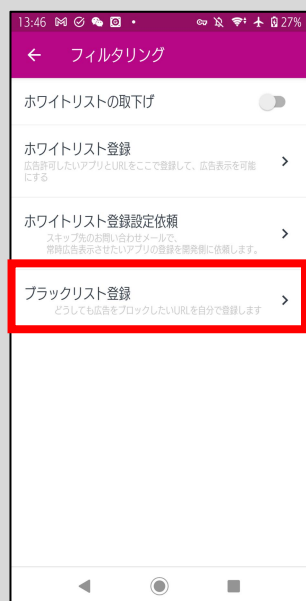 13:46
27%
フィルタリング
ホワイトリストの取下げ
ホワイトリスト登録
広告許可したいアプリとURLをここで登録して、広告表示を可能
にする
ホワイトリスト登録設定依頼
スキップ先のお問い合わせメールで、
常時広告表示させたいアプリの登録を開発側に依頼します。
ブラックリスト登録
どうしても広告をブロックしたいURLを自分で登録します